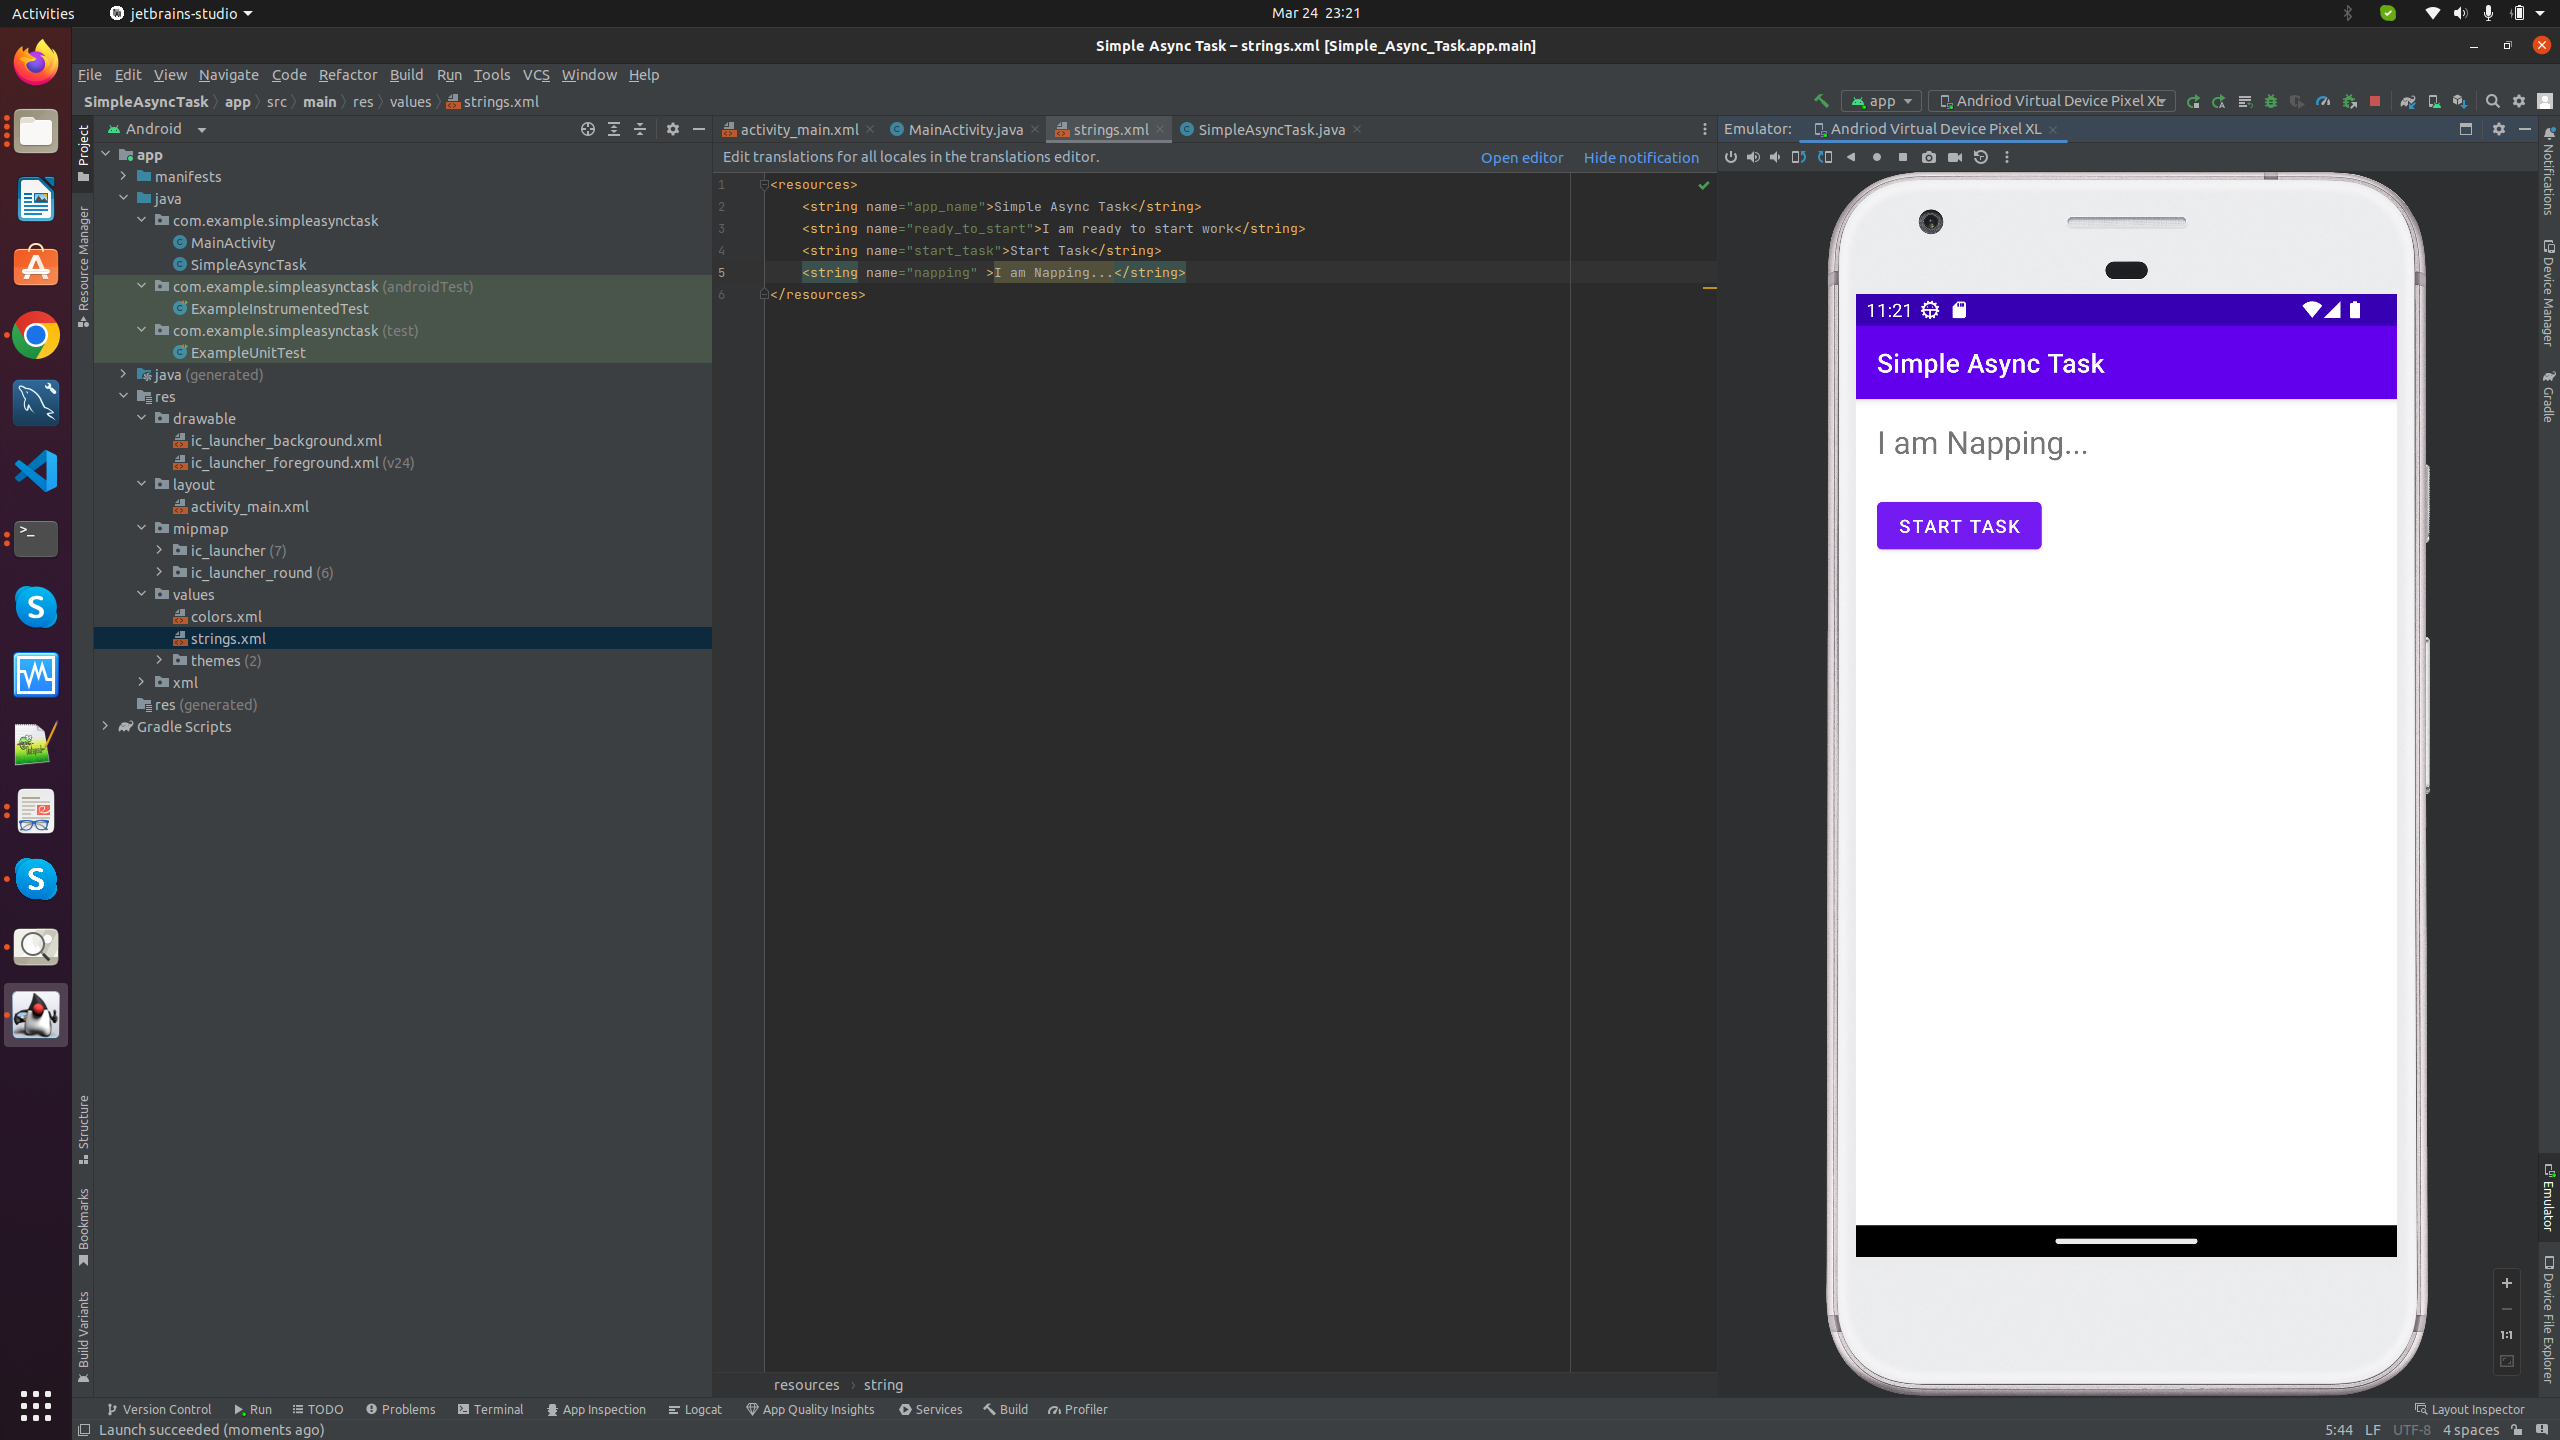 Activities jetbrains-studio Mar 24 23:21
Simple Async Task – strings.xml [Simple_Async_Task.app.main]
File Edit View Navigate Code Refactor Build Run Tools VCS Window Help
SimpleAsyncTask app src main res values strings.xml app Andriod Virtual Device Pixel XL
Android
activity_main.xml MainActivity.java strings.xml SimpleAsyncTask.java
Emulator: Andriod Virtual Device Pixel XL
Edit translations for all locales in the translations editor. Open editor Hide notification
Project
Resource Manager
Structure
Bookmarks
Build Variants
app
manifests
java
com.example.simpleasynctask
MainActivity
SimpleAsyncTask
com.example.simpleasynctask (androidTest)
ExampleInstrumentedTest
com.example.simpleasynctask (test)
ExampleUnitTest
java (generated)
res
drawable
ic_launcher_background.xml
ic_launcher_foreground.xml (v24)
layout
activity_main.xml
mipmap
ic_launcher (7)
ic_launcher_round (6)
values
colors.xml
strings.xml
themes (2)
xml
res (generated)
Gradle Scripts
1 <resources>
2 <string name="app_name">Simple Async Task</string>
3 <string name="ready_to_start">I am ready to start work</string>
4 <string name="start_task">Start Task</string>
5 <string name="napping" >I am Napping...</string>
6 </resources>
resources string
11:21
Simple Async Task
I am Napping...
START TASK
1:1
Notifications
Device Manager
Gradle
Emulator
Device File Explorer
Version Control Run TODO Problems Terminal App Inspection Logcat App Quality Insights Services Build Profiler Layout Inspector
Launch succeeded (moments ago) 5:44 LF UTF-8 4 spaces